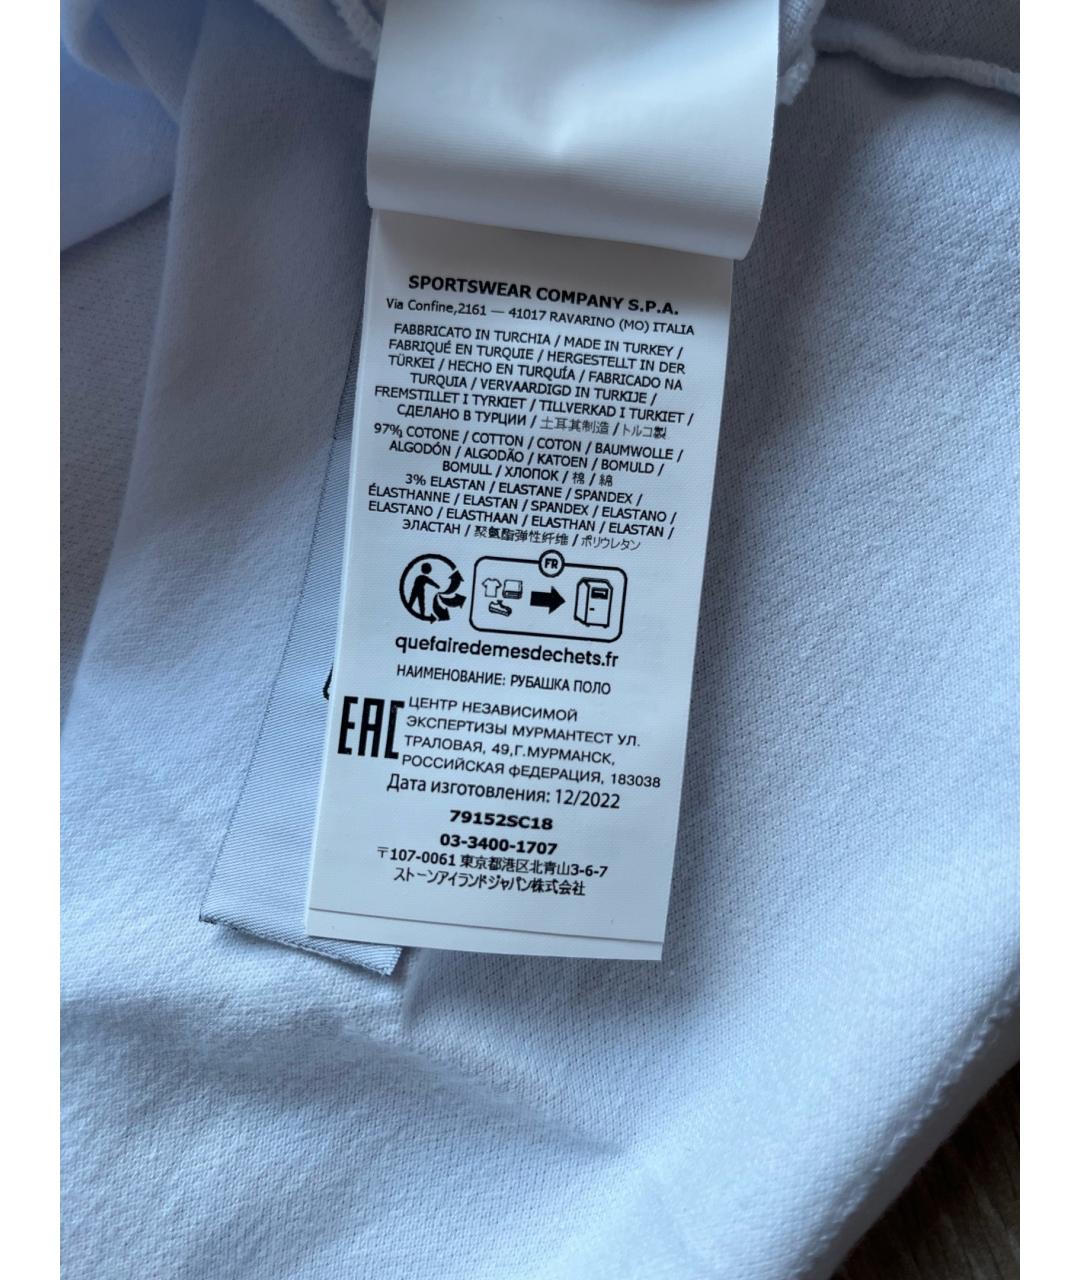 SPORTSWEAR COMPANY S.P.A.
Via Confine,2161 — 41017 RAVARINO (MO) ITALIA
FABBRICATO IN TURCHIA / MADE IN TURKEY /
FABRIQUÉ EN TURQUIE / HERGESTELLT IN DER
TÜRKEI / HECHO EN TURQUÍA / FABRICADO NA
TURQUIA / VERVAARDIGD IN TURKIJE /
FREMSTILLET I TYRKIET / TILLVERKAD I TURKIET /
СДЕЛАНО В ТУРЦИИ / 土耳其制造 / トルコ製
97% COTONE / COTTON / COTON / BAUMWOLLE /
ALGODÓN / ALGODÃO / KATOEN / BOMULD /
BOMULL / ХЛОПОК / 棉 / 綿
3% ELASTAN / ELASTANE / SPANDEX /
ÉLASTHANNE / ELASTAN / SPANDEX / ELASTANO /
ELASTANO / ELASTHAAN / ELASTHAN / ELASTAN /
ЭЛАСТАН / 聚氨酯弹性纤维 / ポリウレタン
FR
quefairedemesdechets.fr
НАИМЕНОВАНИЕ: РУБАШКА ПОЛО
EAC
ЦЕНТР НЕЗАВИСИМОЙ
ЭКСПЕРТИЗЫ МУРМАНТЕСТ УЛ.
ТРАЛОВАЯ, 49,Г.МУРМАНСК,
РОССИЙСКАЯ ФЕДЕРАЦИЯ, 183038
Дата изготовления: 12/2022
79152SC18
03-3400-1707
〒107-0061 東京都港区北青山3-6-7
ストーンアイランドジャパン株式会社